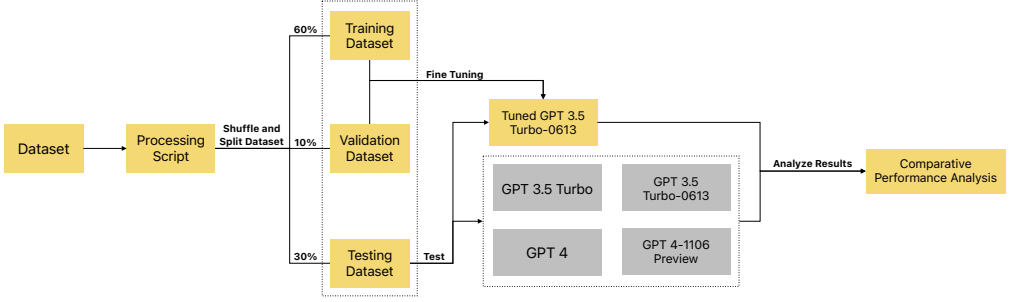 Dataset
Processing
Script
Shuffle and
Split Dataset
60%
10%
30%
Training
Dataset
Validation
Dataset
Testing
Dataset
Fine Tuning
Test
Tuned GPT 3.5
Turbo-0613
GPT 3.5 Turbo
GPT 3.5
Turbo-0613
GPT 4
GPT 4-1106
Preview
Analyze Results
Comparative
Performance Analysis